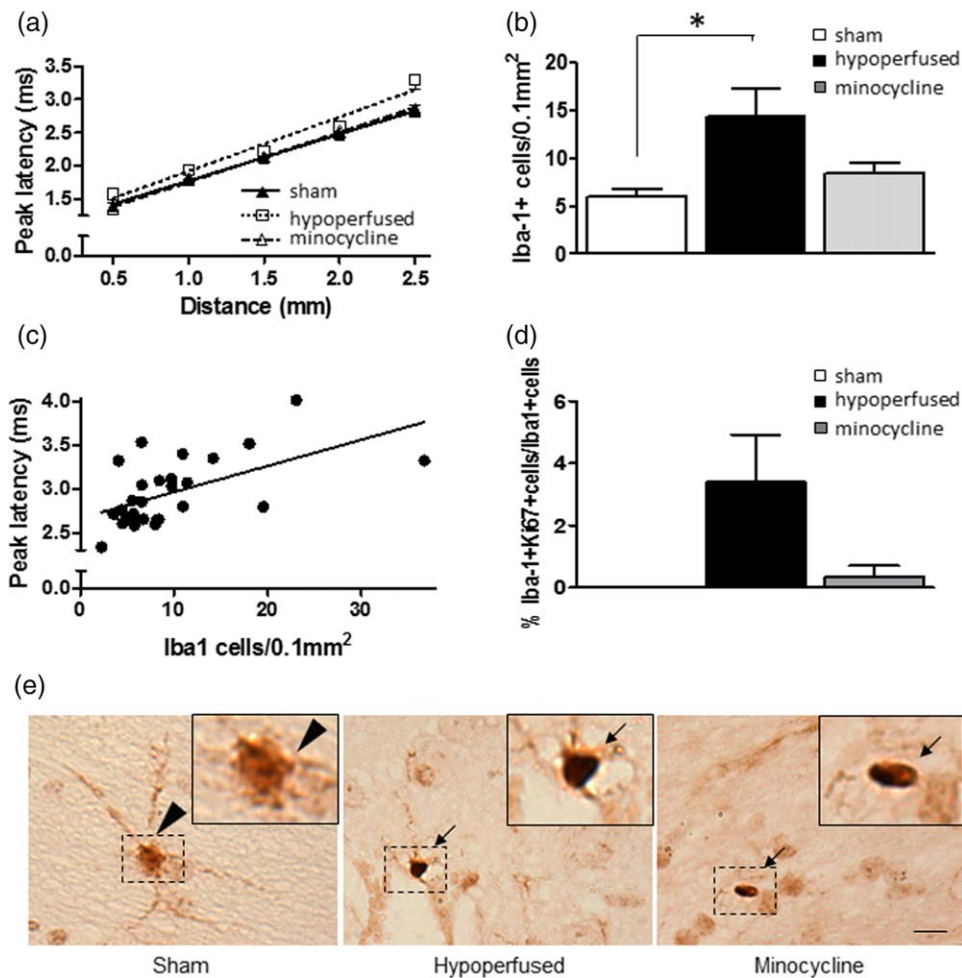 (a)
Peak latency (ms)
3.5
3.0
2.5
2.0
1.5
0.0
0.5 1.0 1.5 2.0 2.5
Distance (mm)
sham
hypoperfused
minocycline
(b)
Iba-1+ cells/0.1mm²
20
15
10
5
0
*
sham
hypoperfused
minocycline
(c)
Peak latency (ms)
4.0
3.5
3.0
2.5
0.0
0 10 20 30
Iba1 cells/0.1mm²
(d)
% Iba-1+Ki67+cells/Iba1+cells
6
4
2
0
sham
hypoperfused
minocycline
(e)
Sham Hypoperfused Minocycline